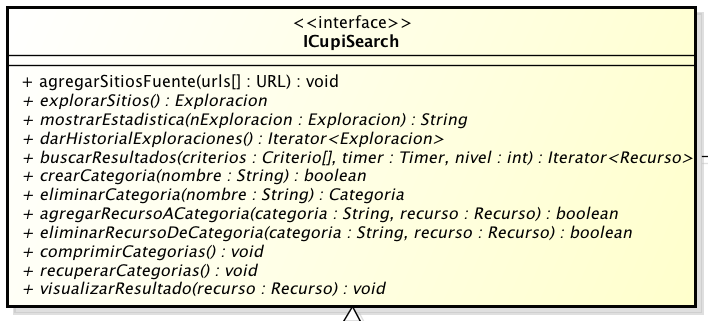 <<interface>>
ICupiSearch
+ agregarSitiosFuente(urls[] : URL) : void
+ explorarSitios() : Exploracion
+ mostrarEstadistica(nExploracion : Exploracion) : String
+ darHistorialExploraciones() : Iterator<Exploracion>
+ buscarResultados(criterios : Criterio[], timer : Timer, nivel : int) : Iterator<Recurso>
+ crearCategoria(nombre : String) : boolean
+ eliminarCategoria(nombre : String) : Categoria
+ agregarRecursoACategoria(categoria : String, recurso : Recurso) : boolean
+ eliminarRecursoDeCategoria(categoria : String, recurso : Recurso) : boolean
+ comprimirCategorias() : void
+ recuperarCategorias() : void
+ visualizarResultado(recurso : Recurso) : void